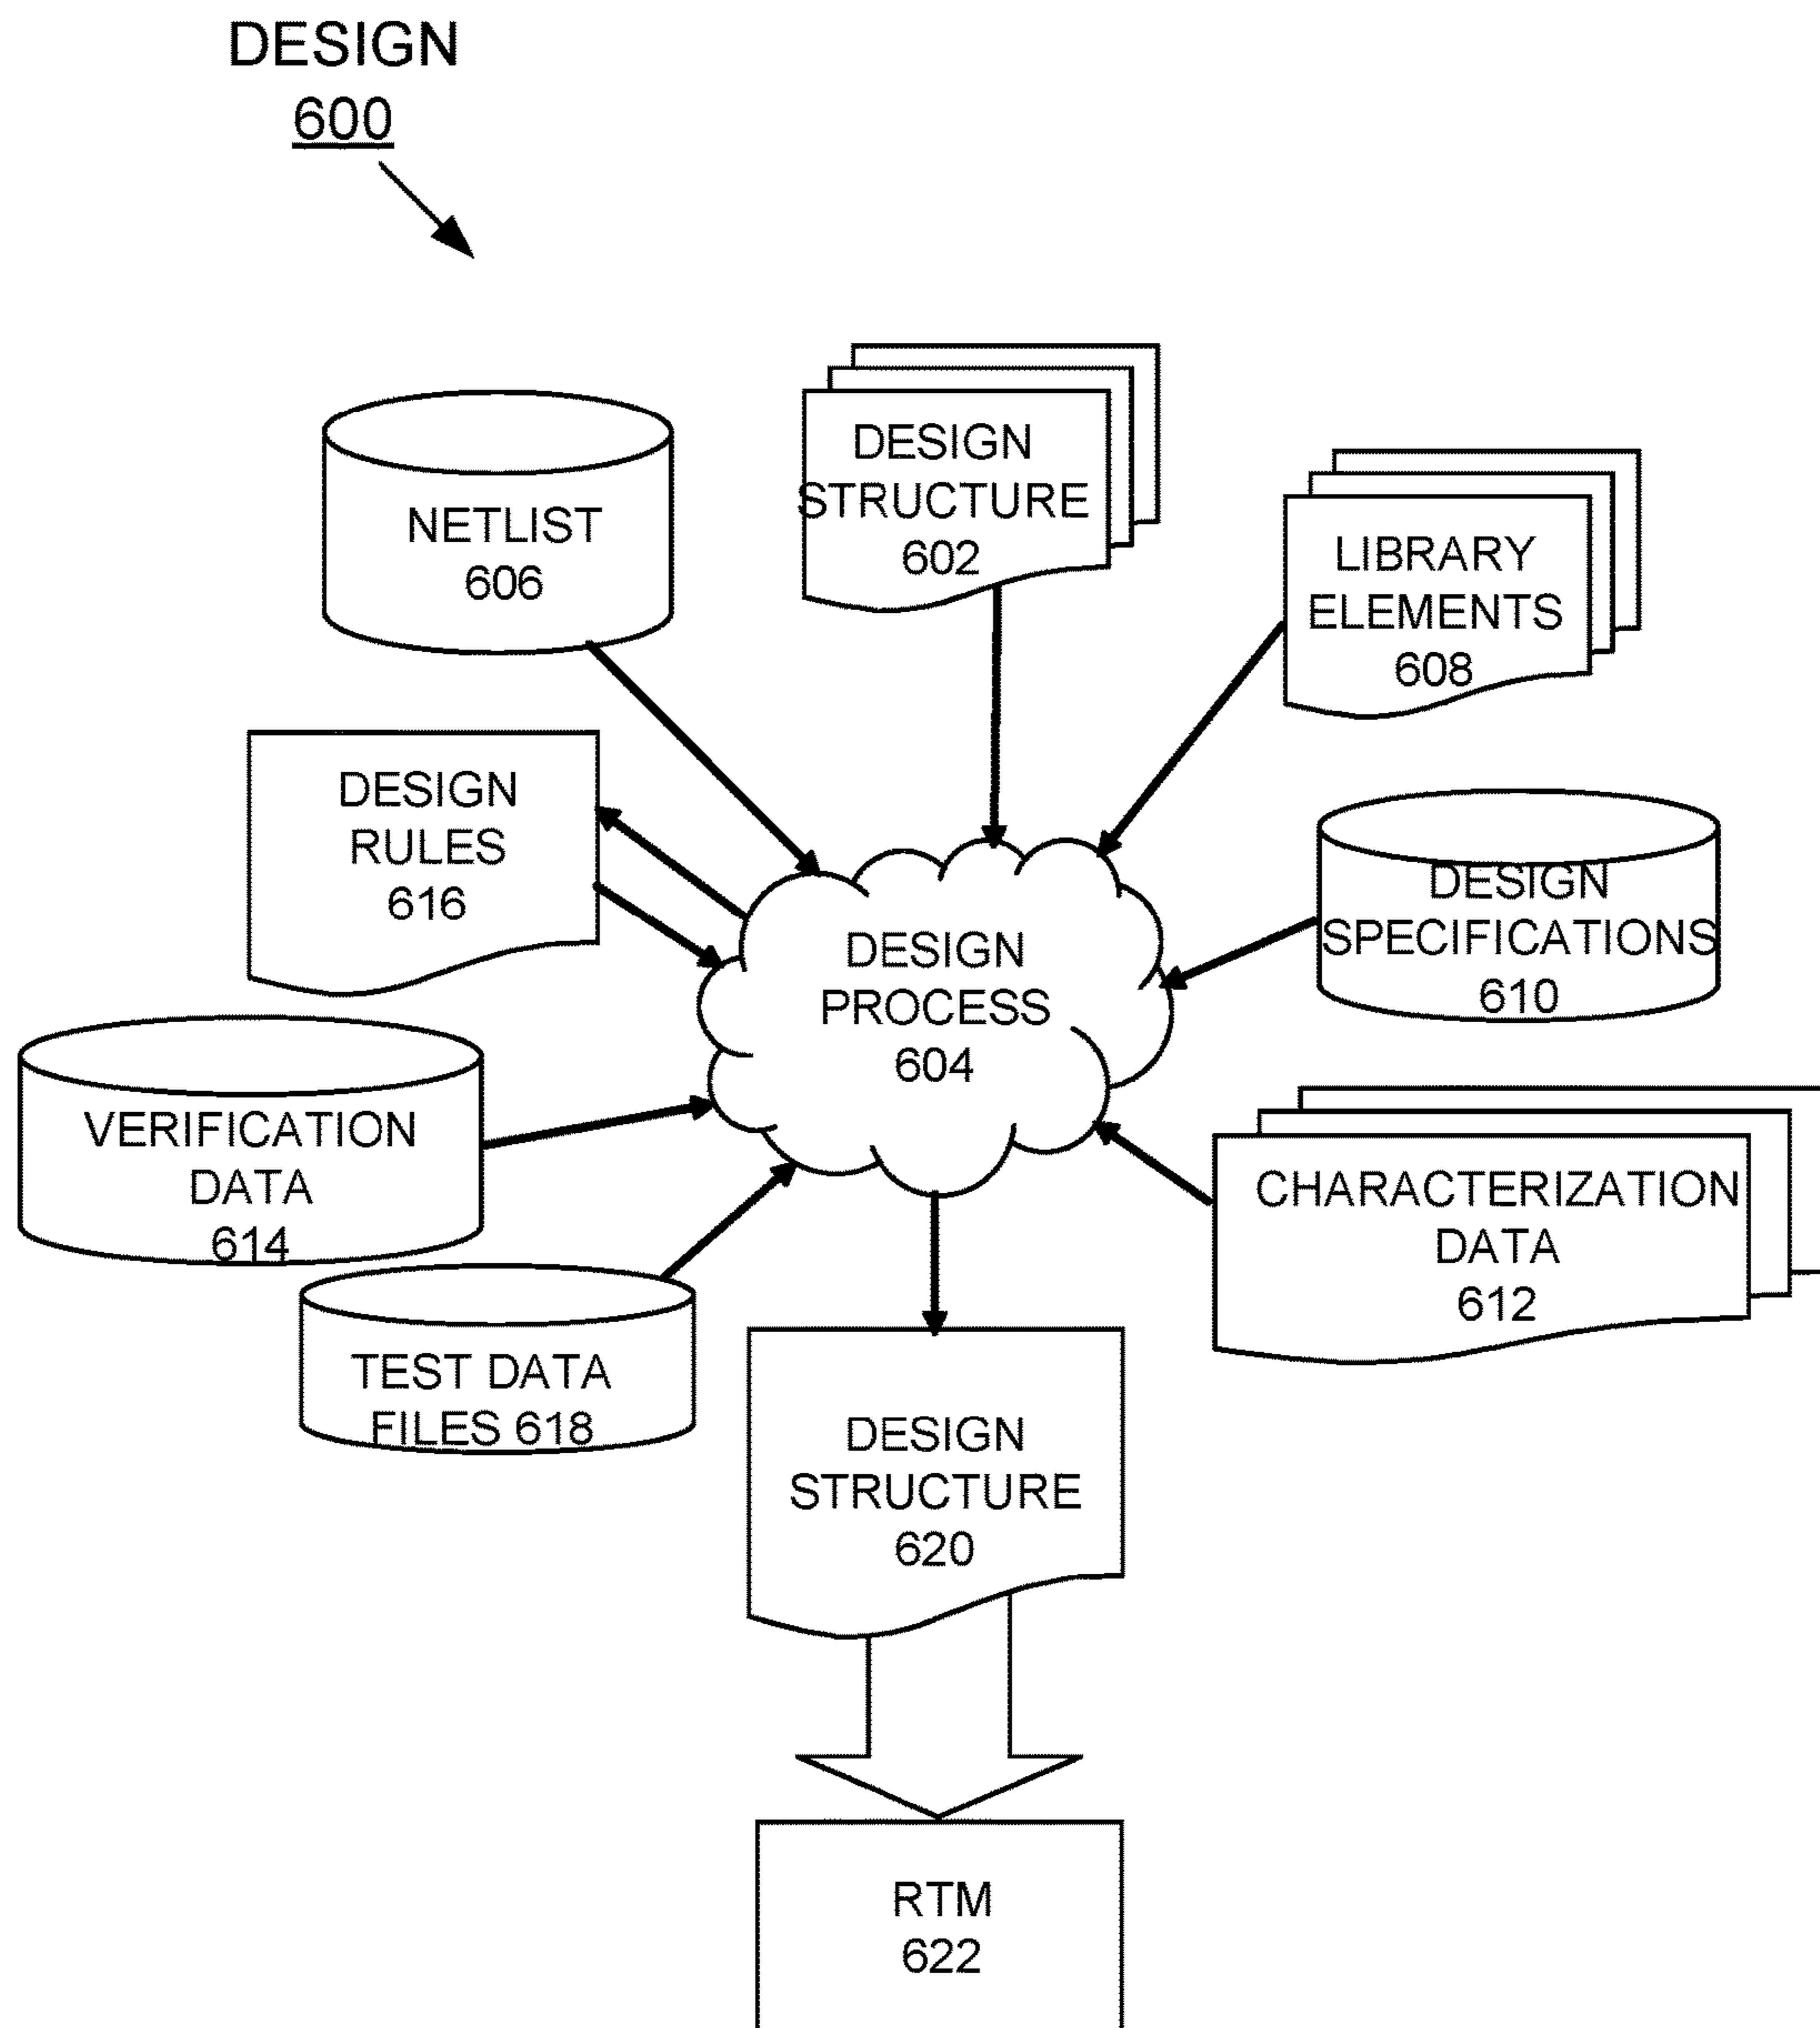 DESIGN
600
DESIGN
STRUCTURE
602
NETLIST
606
LIBRARY
ELEMENTS
608
DESIGN
RULES
616
DESIGN
SPECIFICATIONS
610
DESIGN
PROCESS
604
VERIFICATION
DATA
614
CHARACTERIZATION
DATA
612
TEST DATA
FILES 618
DESIGN
STRUCTURE
620
RTM
622